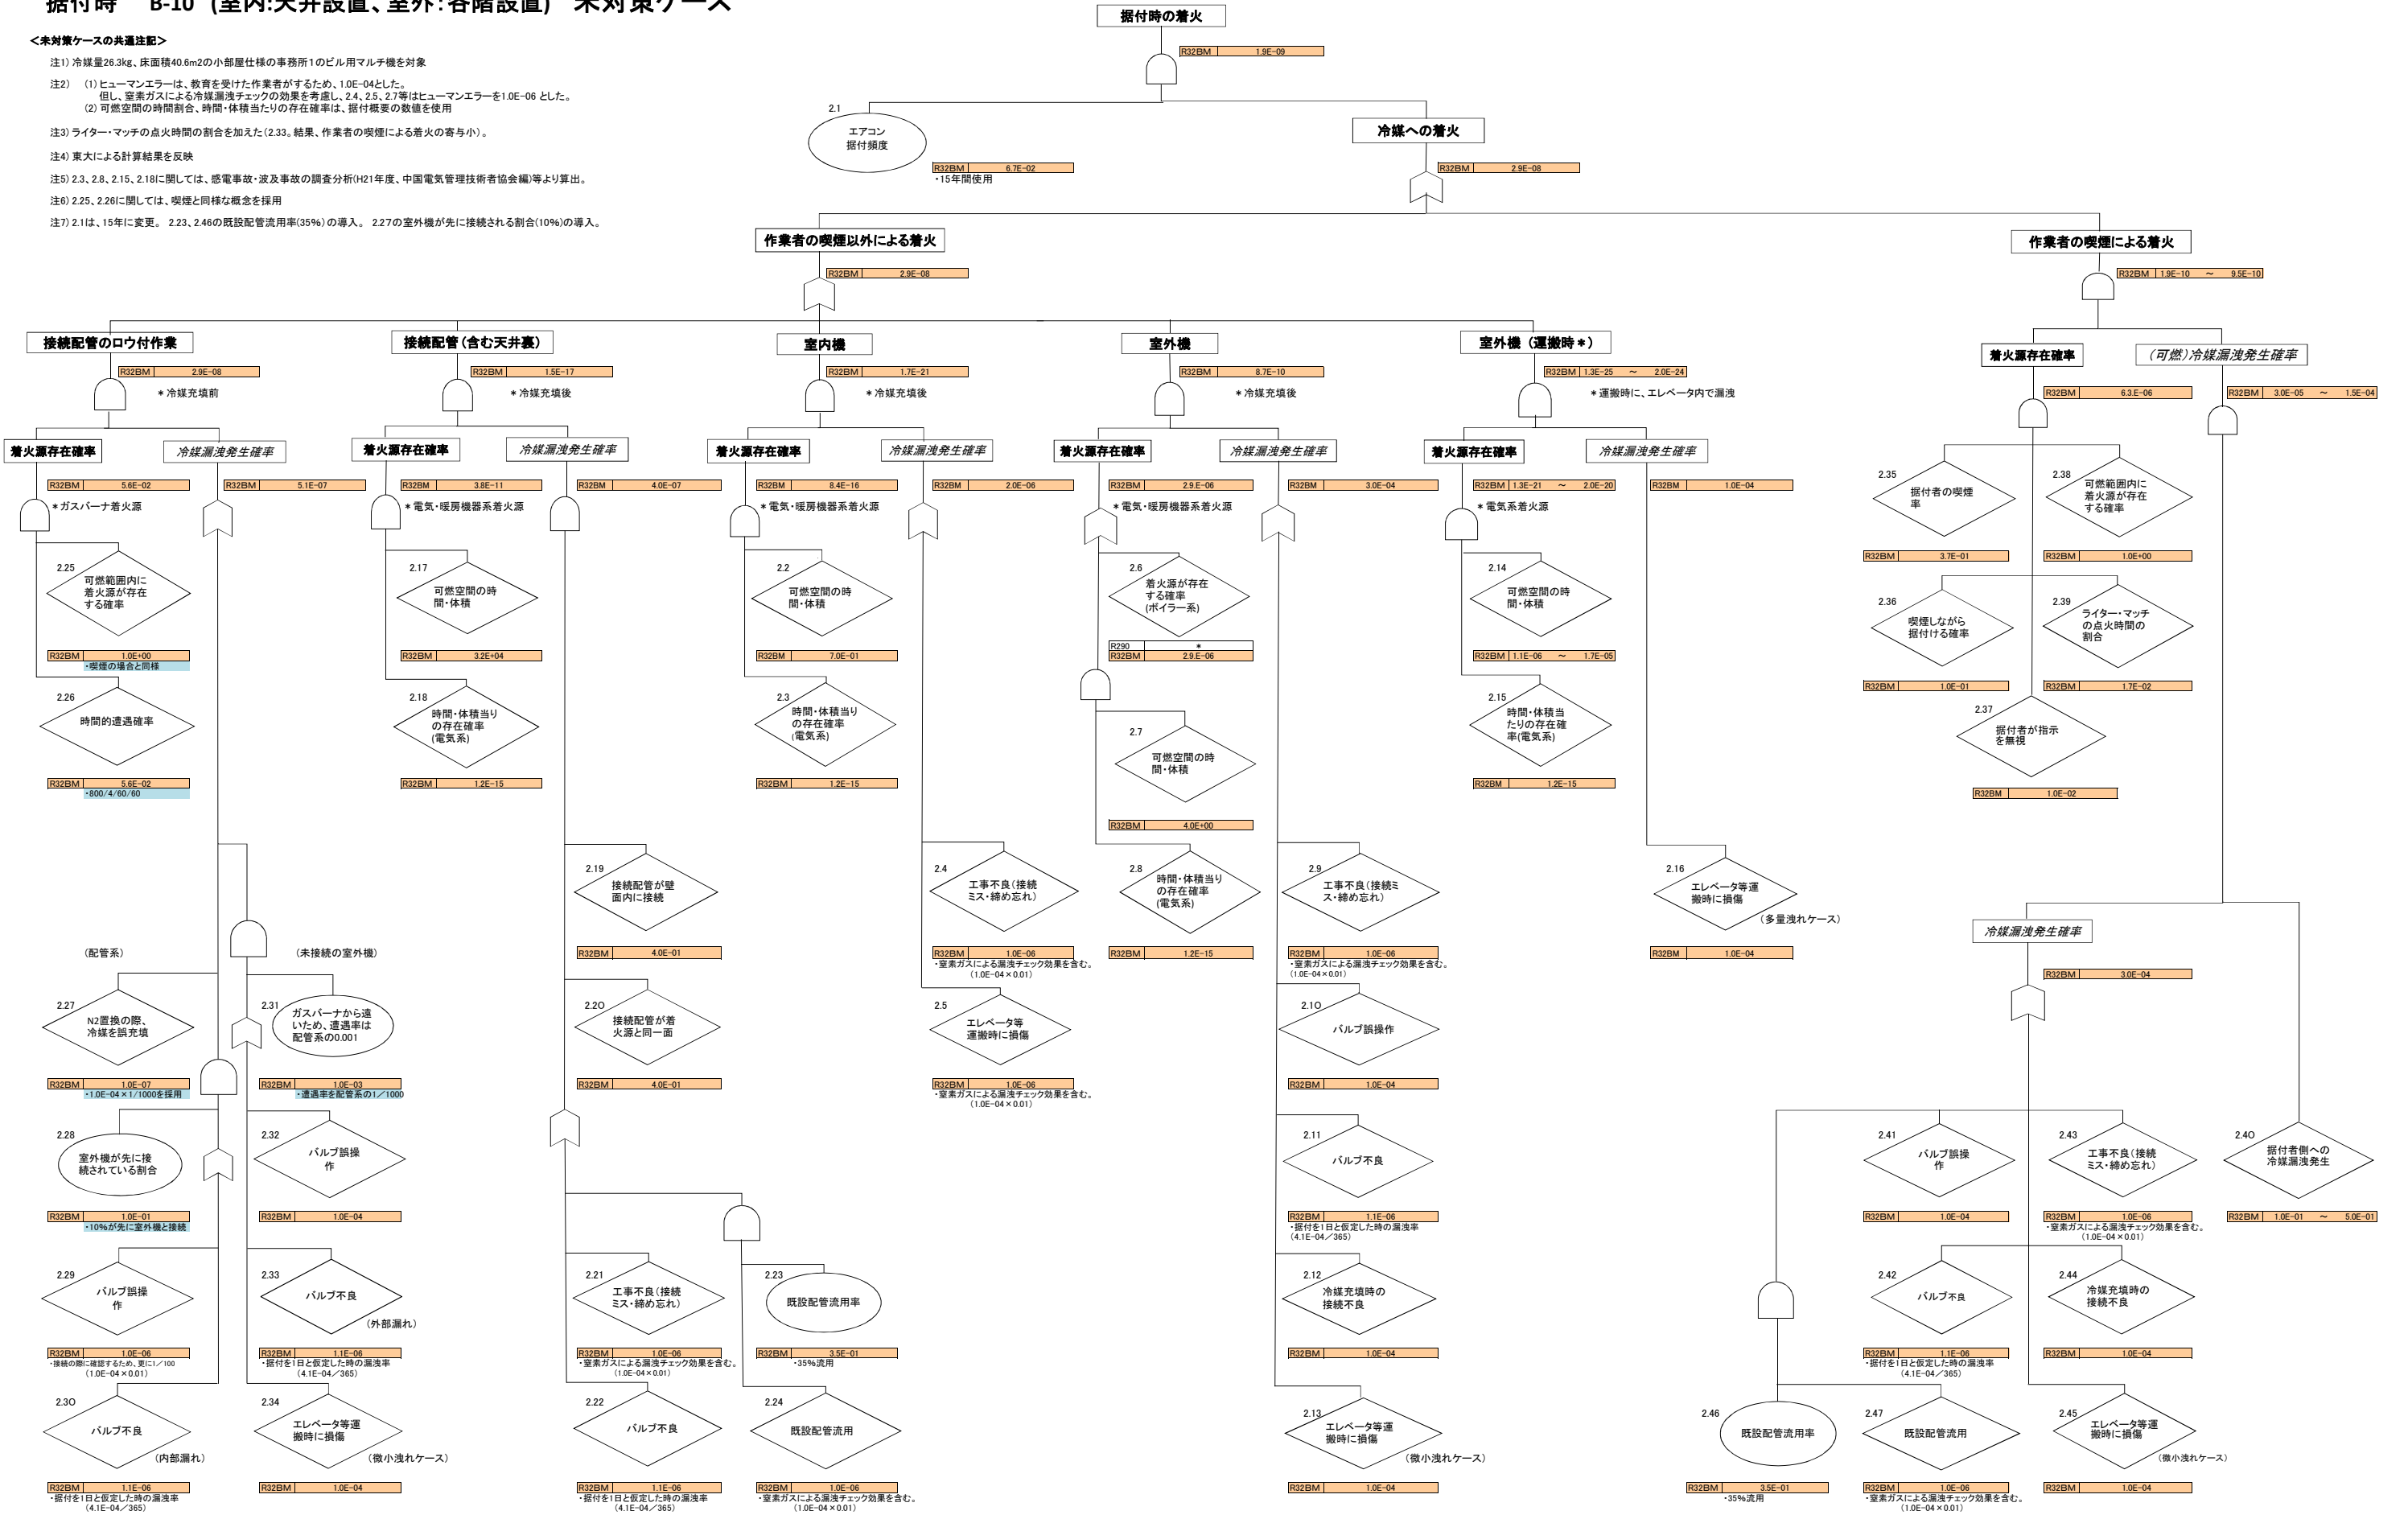 据付時　B-10（室内:天井設置、室外:各階設置）　未対策ケース
＜未対策ケースの共通注記＞
注1) 冷媒量26.3kg、床面積40.6m2の小部屋仕様の事務所1のビル用マルチ機を対象
注2)　(1) ヒューマンエラーは、教育を受けた作業者がするため、1.0E-04とした。
但し、窒素ガスによる冷媒漏洩チェックの効果を考慮し、2.4、2.5、2.7等はヒューマンエラーを1.0E-06 とした。
(2) 可燃空間の時間割合、時間・体積当たりの存在確率は、据付概要の数値を使用
注3) ライター・マッチの点火時間の割合を加えた(2.33。結果、作業者の喫煙による着火の寄与小)。
注4) 東大による計算結果を反映
注5) 2.3、2.8、2.15、2.18に関しては、感電事故・波及事故の調査分析(H21年度、中国電気管理技術者協会編)等より算出。
注6) 2.25、2.26に関しては、喫煙と同様な概念を採用
注7) 2.1は、15年に変更。 2.23、2.46の既設配管流用率(35%) の導入。 2.27の室外機が先に接続される割合(10%)の導入。
据付時の着火
R32BM 1.9E-09
2.1
エアコン
据付頻度
R32BM 6.7E-02
・15年間使用
冷媒への着火
R32BM 2.9E-08
作業者の喫煙以外による着火
R32BM 2.9E-08
作業者の喫煙による着火
R32BM 1.9E-10 ～ 9.5E-10
接続配管のロウ付作業
R32BM 2.9E-08
＊冷媒充填前
着火源存在確率
R32BM 5.6E-02
＊ガスバーナ着火源
冷媒漏洩発生確率
R32BM 5.1E-07
2.25
可燃範囲内に
着火源が存在
する確率
R32BM 1.0E+00
・喫煙の場合と同様
2.26
時間的遭遇確率
R32BM 5.6E-02
・800/4/60/60
（配管系）
2.27
N2置換の際、
冷媒を誤充填
R32BM 1.0E-07
・1.0E-04×1/1000を採用
2.28
室外機が先に接
続されている割合
R32BM 1.0E-01
・10%が先に室外機と接続
2.29
バルブ誤操
作
R32BM 1.0E-06
・接続の際に確認するため、更に1／100
（1.0E-04×0.01）
2.30
バルブ不良
（内部漏れ）
R32BM 1.1E-06
・据付を1日と仮定した時の漏洩率
（4.1E-04／365）
（未接続の室外機）
2.31
ガスバーナから遠
いため、遭遇率は
配管系の0.001
R32BM 1.0E-03
・遭遇率を配管系の1／1000
2.32
バルブ誤操
作
R32BM 1.0E-04
2.33
バルブ不良
（外部漏れ）
R32BM 1.1E-06
・据付を1日と仮定した時の漏洩率
（4.1E-04／365）
2.34
エレベータ等運
搬時に損傷
（微小洩れケース）
R32BM 1.0E-04
接続配管（含む天井裏）
R32BM 1.5E-17
＊冷媒充填後
着火源存在確率
R32BM 3.8E-11
＊電気・暖房機器系着火源
冷媒漏洩発生確率
R32BM 4.0E-07
2.17
可燃空間の時
間・体積
R32BM 3.2E+04
2.18
時間・体積当り
の存在確率
(電気系)
R32BM 1.2E-15
2.19
接続配管が壁
面内に接続
R32BM 4.0E-01
2.20
接続配管が着
火源と同一面
R32BM 4.0E-01
2.21
工事不良（接続
ミス・締め忘れ）
R32BM 1.0E-06
・窒素ガスによる漏洩チェック効果を含む。
（1.0E-04×0.01）
2.22
バルブ不良
R32BM 1.1E-06
・据付を1日と仮定した時の漏洩率
（4.1E-04／365）
2.23
既設配管流用率
R32BM 3.5E-01
・35%流用
2.24
既設配管流用
R32BM 1.0E-06
・窒素ガスによる漏洩チェック効果を含む。
（1.0E-04×0.01）
室内機
R32BM 1.7E-21
＊冷媒充填後
着火源存在確率
R32BM 8.4E-16
＊電気・暖房機器系着火源
冷媒漏洩発生確率
R32BM 2.0E-06
2.2
可燃空間の時
間・体積
R32BM 7.0E-01
2.3
時間・体積当り
の存在確率
(電気系)
R32BM 1.2E-15
2.4
工事不良（接続
ミス・締め忘れ）
R32BM 1.0E-06
・窒素ガスによる漏洩チェック効果を含む。
（1.0E-04×0.01）
2.5
エレベータ等
運搬時に損傷
R32BM 1.0E-06
・窒素ガスによる漏洩チェック効果を含む。
（1.0E-04×0.01）
室外機
R32BM 8.7E-10
＊冷媒充填後
着火源存在確率
R32BM 2.9.E-06
＊電気・暖房機器系着火源
冷媒漏洩発生確率
R32BM 3.0E-04
2.6
着火源が存在
する確率
(ボイラー系)
R290 *
R32BM 2.9.E-06
2.7
可燃空間の時
間・体積
R32BM 4.0E+00
2.8
時間・体積当り
の存在確率
(電気系)
R32BM 1.2E-15
2.9
工事不良（接続ミ
ス・締め忘れ）
R32BM 1.0E-06
・窒素ガスによる漏洩チェック効果を含む。
（1.0E-04×0.01）
2.10
バルブ誤操作
R32BM 1.0E-04
2.11
バルブ不良
R32BM 1.1E-06
・据付を1日と仮定した時の漏洩率
（4.1E-04／365）
2.12
冷媒充填時の
接続不良
R32BM 1.0E-04
2.13
エレベータ等運
搬時に損傷
（微小洩れケース）
R32BM 1.0E-04
室外機（運搬時＊）
R32BM 1.3E-25 ～ 2.0E-24
＊運搬時に、エレベータ内で漏洩
着火源存在確率
R32BM 1.3E-21 ～ 2.0E-20
＊電気系着火源
冷媒漏洩発生確率
R32BM 1.0E-04
2.14
可燃空間の時
間・体積
R32BM 1.1E-06 ～ 1.7E-05
2.15
時間・体積当
たりの存在確
率(電気系)
R32BM 1.2E-15
2.16
エレベータ等運
搬時に損傷
（多量洩れケース）
R32BM 1.0E-04
着火源存在確率
R32BM 6.3.E-06
（可燃）冷媒漏洩発生確率
R32BM 3.0E-05 ～ 1.5E-04
2.35
据付者の喫煙
率
R32BM 3.7E-01
2.38
可燃範囲内に
着火源が存在
する確率
R32BM 1.0E+00
2.36
喫煙しながら
据付ける確率
R32BM 1.0E-01
2.39
ライター・マッチ
の点火時間の
割合
R32BM 1.7E-02
2.37
据付者が指示
を無視
R32BM 1.0E-02
冷媒漏洩発生確率
R32BM 3.0E-04
2.40
据付者側への
冷媒漏洩発生
R32BM 1.0E-01 ～ 5.0E-01
2.41
バルブ誤操
作
R32BM 1.0E-04
2.43
工事不良（接続
ミス・締め忘れ）
R32BM 1.0E-06
・窒素ガスによる漏洩チェック効果を含む。
（1.0E-04×0.01）
2.42
バルブ不良
R32BM 1.1E-06
・据付を1日と仮定した時の漏洩率
（4.1E-04／365）
2.44
冷媒充填時の
接続不良
R32BM 1.0E-04
2.46
既設配管流用率
R32BM 3.5E-01
・35%流用
2.47
既設配管流用
R32BM 1.0E-06
・窒素ガスによる漏洩チェック効果を含む。
（1.0E-04×0.01）
2.45
エレベータ等運
搬時に損傷
（微小洩れケース）
R32BM 1.0E-04